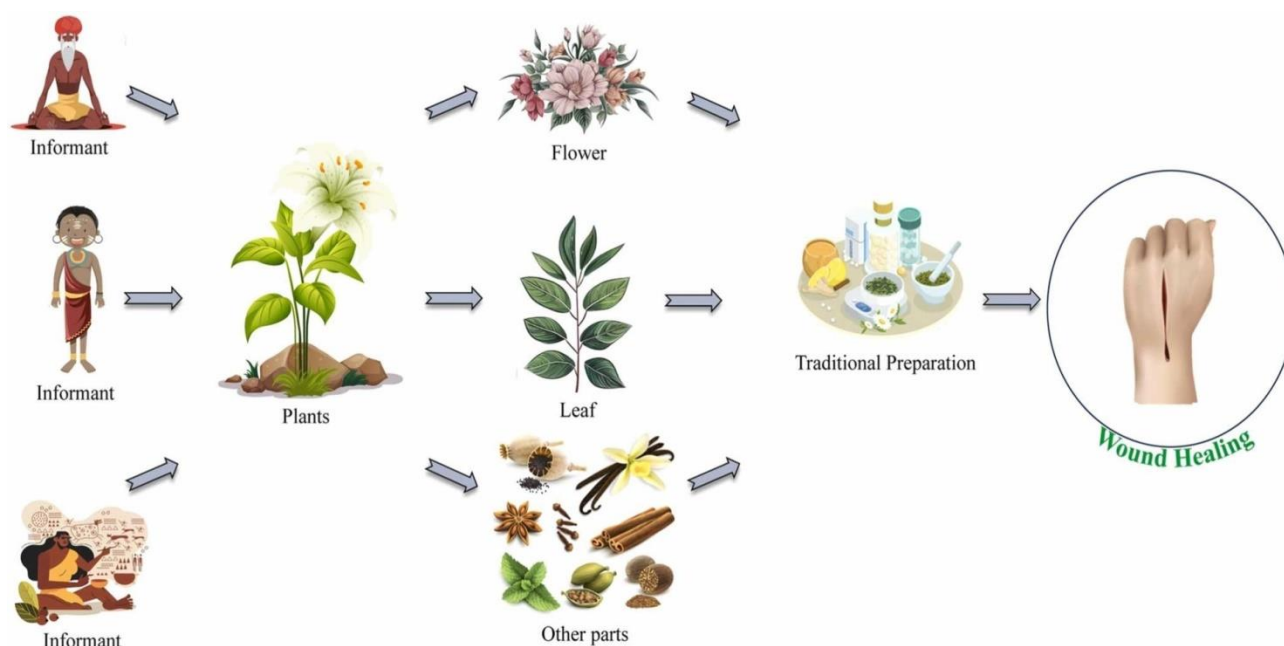 Informant
Flower
Informant
Plants
Leaf
Traditional Preparation
Wound Healing
Informant
Other parts